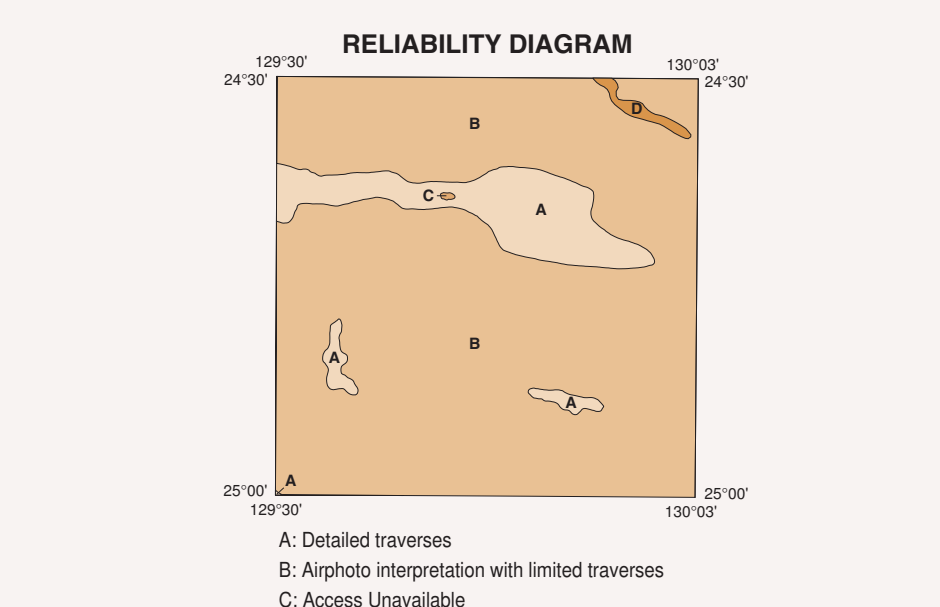 RELIABILITY DIAGRAM
129°30' 130°03'
24°30' 24°30'
D
B
C A
B
A
A
A
25°00' 25°00'
129°30' 130°03'
A: Detailed traverses
B: Airphoto interpretation with limited traverses
C: Access Unavailable